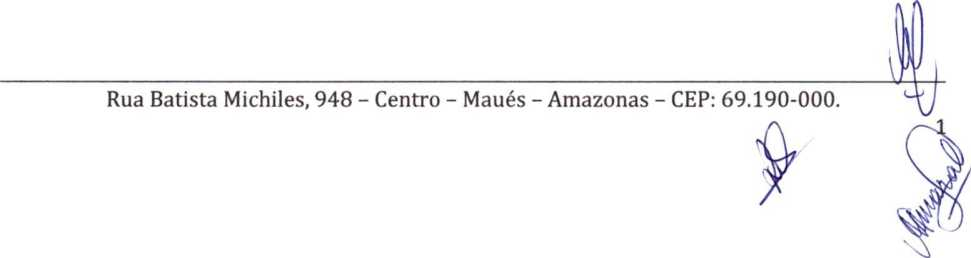 Rua Batista Michiles, 948 – Centro – Maués – Amazonas – CEP: 69.190-000.
1